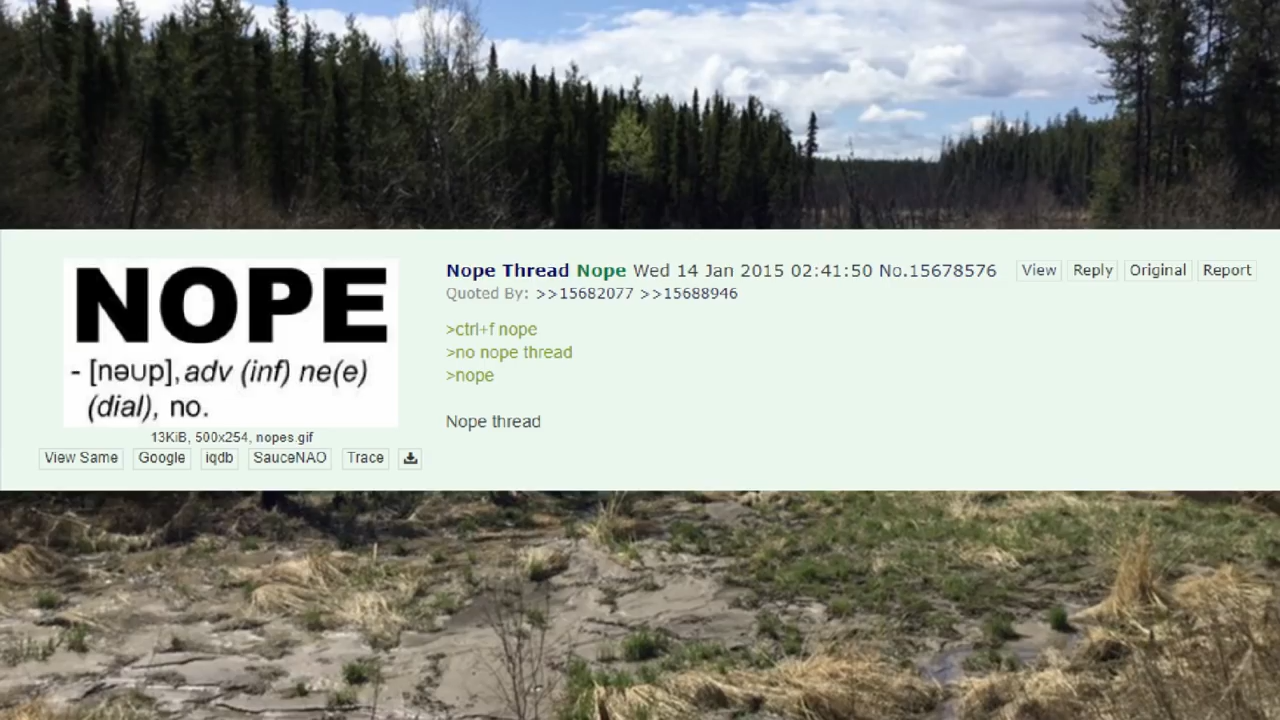 NOPE
- [nəʊp], adv (inf) ne(e)
(dial), no.
13KiB, 500x254, nopes.gif
View Same Google iqdb SauceNAO Trace
Nope Thread Nope Wed 14 Jan 2015 02:41:50 No.15678576 View Reply Original Report
Quoted By: >>15682077 >>15688946
>ctrl+f nope
>no nope thread
>nope
Nope thread